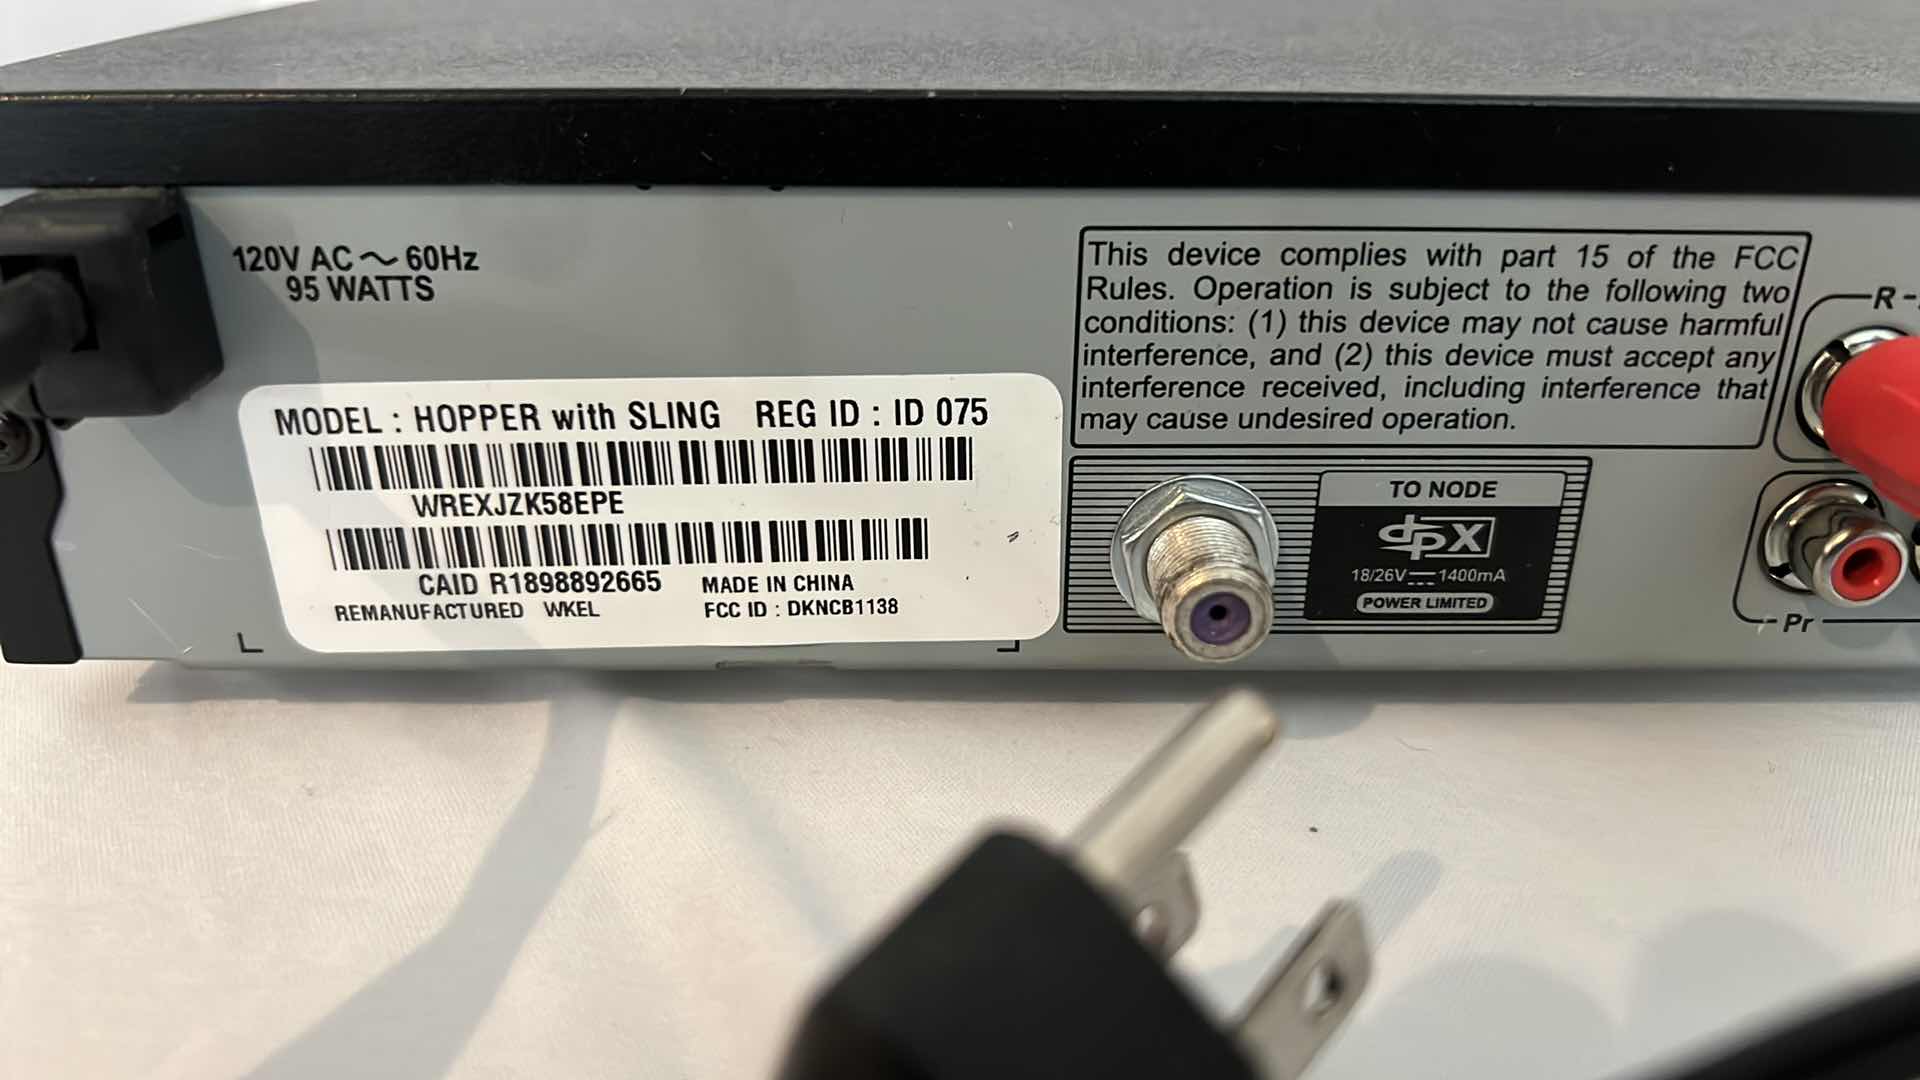 120V AC ~ 60Hz
95 WATTS
MODEL : HOPPER with SLING REG ID : ID 075
WREXJZK58EPE
CAID R1898892665 MADE IN CHINA
REMANUFACTURED WKEL FCC ID : DKNCB1138
This device complies with part 15 of the FCC
Rules. Operation is subject to the following two
conditions: (1) this device may not cause harmful
interference, and (2) this device must accept any
interference received, including interference that
may cause undesired operation.
TO NODE
dpX
18/26V 1400mA
POWER LIMITED
R
Pr